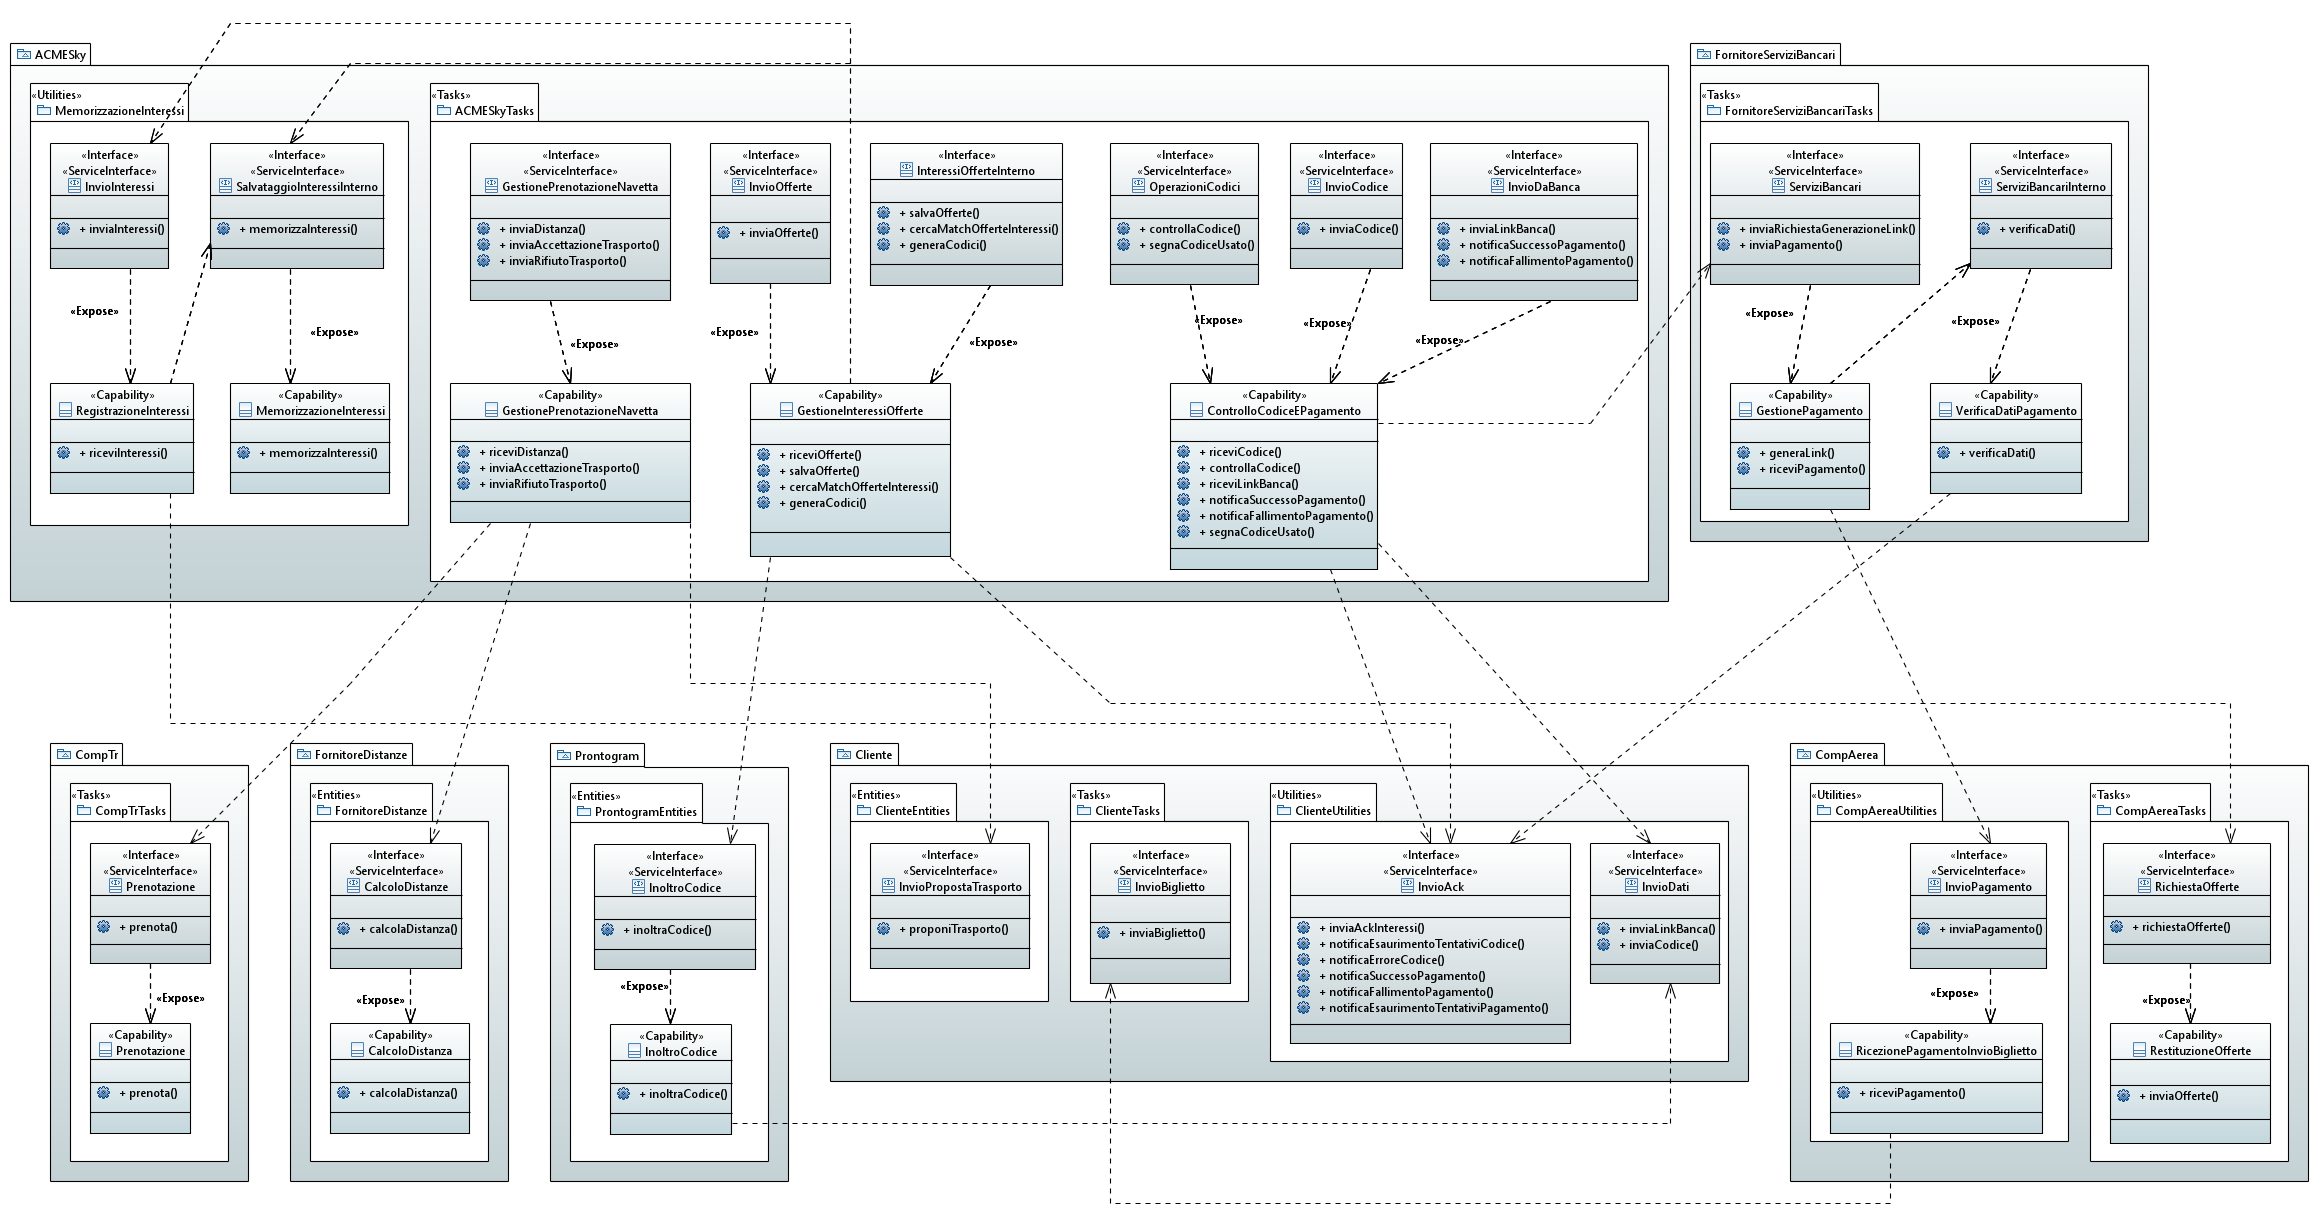 ACMESky
«Utilities»
MemorizzazioneInteressi
«Interface»
«ServiceInterface»
InvioInteressi
+ inviaInteressi()
«Interface»
«ServiceInterface»
SalvataggioInteressiInterno
+ memorizzaInteressi()
«Expose»
«Expose»
«Capability»
RegistrazioneInteressi
+ riceviInteressi()
«Capability»
MemorizzazioneInteressi
+ memorizzaInteressi()
«Tasks»
ACMESkyTasks
«Interface»
«ServiceInterface»
GestionePrenotazioneNavetta
+ inviaDistanza()
+ inviaAccettazioneTrasporto()
+ inviaRifiutoTrasporto()
«Interface»
«ServiceInterface»
InvioOfferte
+ inviaOfferte()
«Interface»
InteressiOfferteInterno
+ salvaOfferte()
+ cercaMatchOfferteInteressi()
+ generaCodici()
«Interface»
«ServiceInterface»
OperazioniCodici
+ controllaCodice()
+ segnaCodiceUsato()
«Interface»
«ServiceInterface»
InvioCodice
+ inviaCodice()
«Interface»
«ServiceInterface»
InvioDaBanca
+ inviaLinkBanca()
+ notificaSuccessoPagamento()
+ notificaFallimentoPagamento()
«Expose»
«Expose»
«Expose»
«Expose»
«Expose»
«Expose»
«Capability»
GestionePrenotazioneNavetta
+ riceviDistanza()
+ inviaAccettazioneTrasporto()
+ inviaRifiutoTrasporto()
«Capability»
GestioneInteressiOfferte
+ riceviOfferte()
+ salvaOfferte()
+ cercaMatchOfferteInteressi()
+ generaCodici()
«Capability»
ControlloCodiceEPagamento
+ riceviCodice()
+ controllaCodice()
+ riceviLinkBanca()
+ notificaSuccessoPagamento()
+ notificaFallimentoPagamento()
+ segnaCodiceUsato()
FornitoreServiziBancari
«Tasks»
FornitoreServiziBancariTasks
«Interface»
«ServiceInterface»
ServiziBancari
+ inviaRichiestaGenerazioneLink()
+ inviaPagamento()
«Interface»
«ServiceInterface»
ServiziBancariInterno
+ verificaDati()
«Expose»
«Expose»
«Capability»
GestionePagamento
+ generaLink()
+ riceviPagamento()
«Capability»
VerificaDatiPagamento
+ verificaDati()
CompTr
«Tasks»
CompTrTasks
«Interface»
«ServiceInterface»
Prenotazione
+ prenota()
«Expose»
«Capability»
Prenotazione
+ prenota()
FornitoreDistanze
«Entities»
FornitoreDistanze
«Interface»
«ServiceInterface»
CalcoloDistanze
+ calcolaDistanza()
«Expose»
«Capability»
CalcoloDistanza
+ calcolaDistanza()
Prontogram
«Entities»
ProntogramEntities
«Interface»
«ServiceInterface»
InoltroCodice
+ inoltraCodice()
«Expose»
«Capability»
InoltroCodice
+ inoltraCodice()
Cliente
«Entities»
ClienteEntities
«Interface»
«ServiceInterface»
InvioPropostaTrasporto
+ proponiTrasporto()
«Tasks»
ClienteTasks
«Interface»
«ServiceInterface»
InvioBiglietto
+ inviaBiglietto()
«Utilities»
ClienteUtilities
«Interface»
«ServiceInterface»
InvioAck
+ inviaAckInteressi()
+ notificaEsaurimentoTentativiCodice()
+ notificaErroreCodice()
+ notificaSuccessoPagamento()
+ notificaFallimentoPagamento()
+ notificaEsaurimentoTentativiPagamento()
«Interface»
«ServiceInterface»
InvioDati
+ inviaLinkBanca()
+ inviaCodice()
CompAerea
«Utilities»
CompAereaUtilities
«Interface»
«ServiceInterface»
InvioPagamento
+ inviaPagamento()
«Expose»
«Capability»
RicezionePagamentoInvioBiglietto
+ riceviPagamento()
«Tasks»
CompAereaTasks
«Interface»
«ServiceInterface»
RichiestaOfferte
+ richiestaOfferte()
«Expose»
«Capability»
RestituzioneOfferte
+ inviaOfferte()